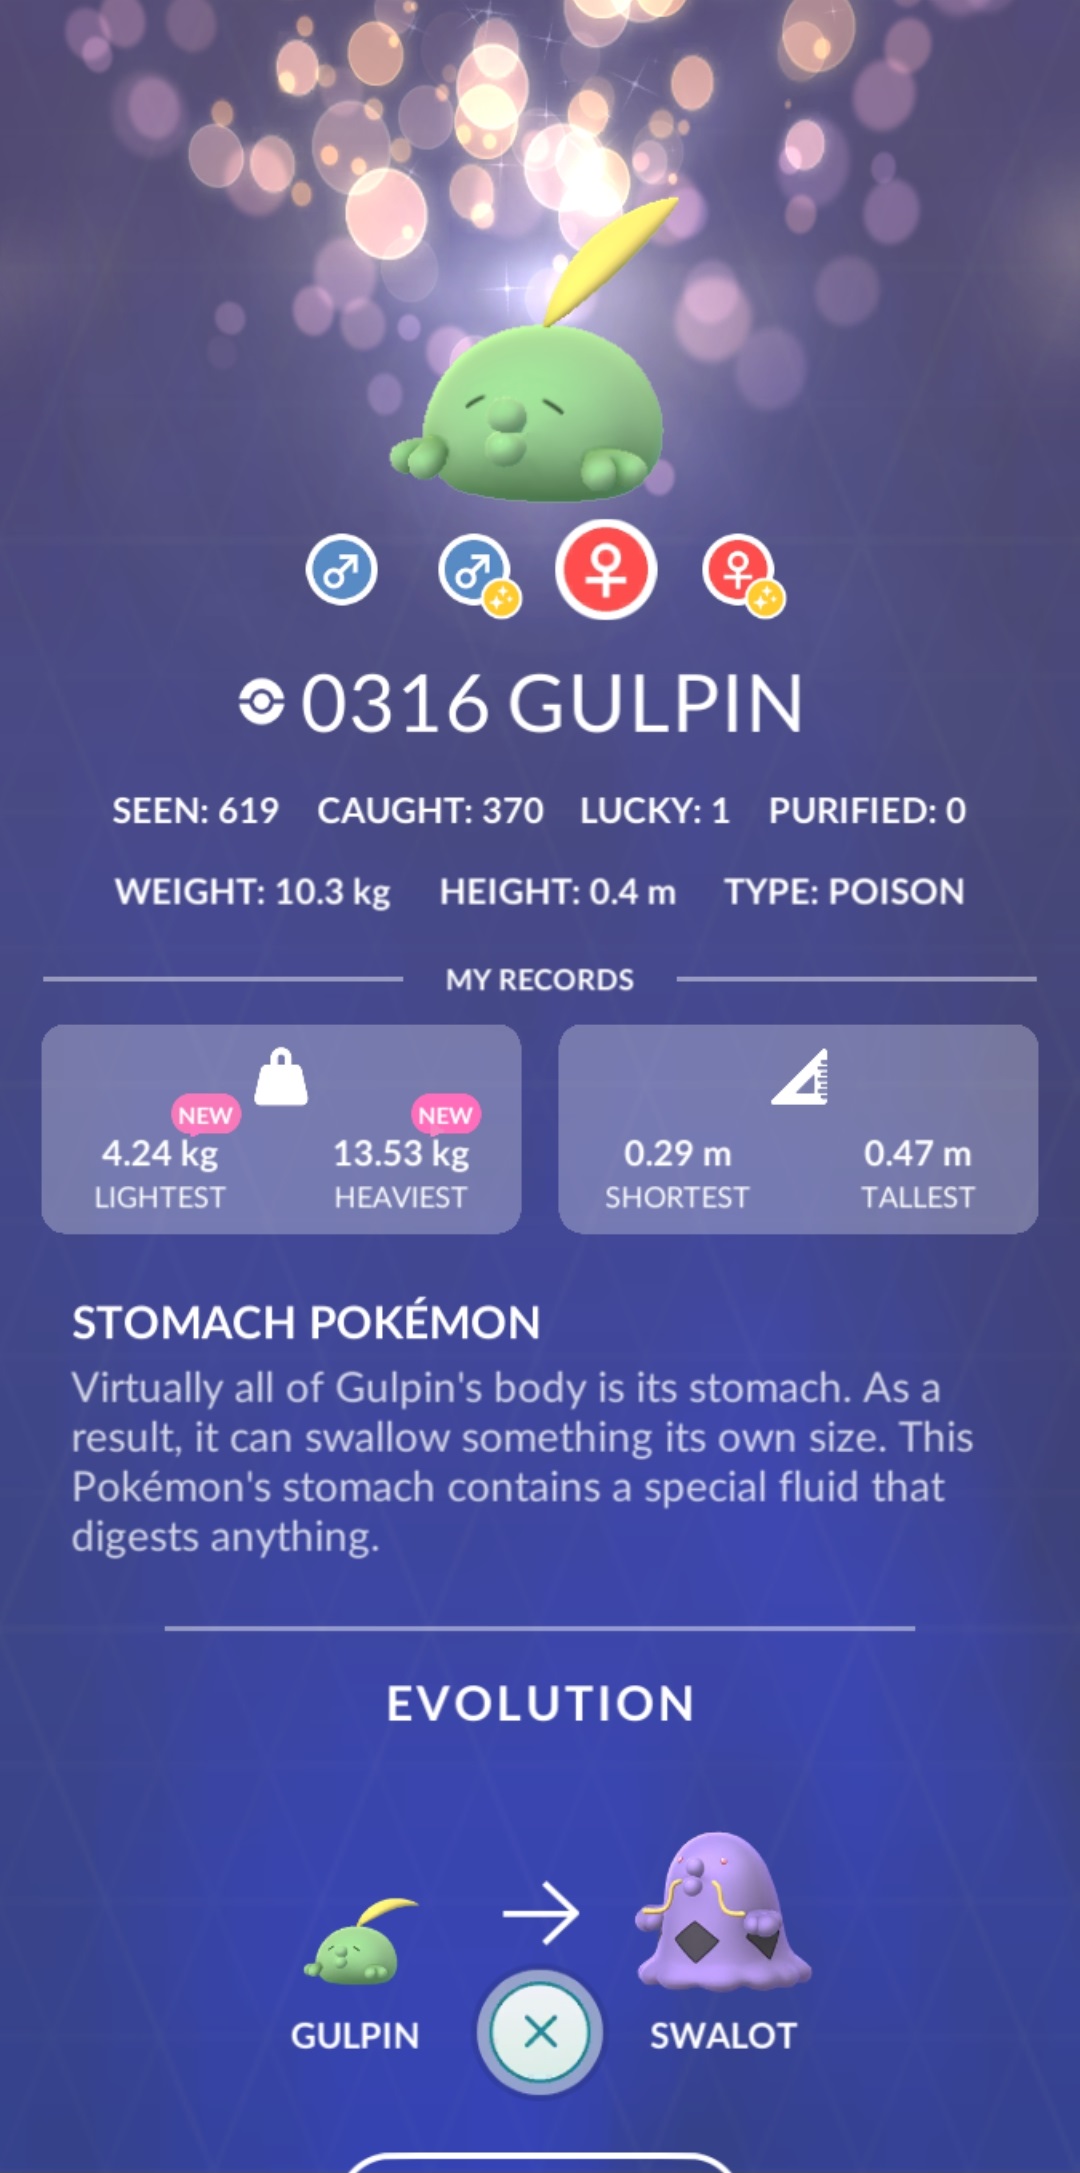 0316 GULPIN
SEEN: 619 CAUGHT: 370 LUCKY: 1 PURIFIED: 0
WEIGHT: 10.3 kg HEIGHT: 0.4 m TYPE: POISON
MY RECORDS
NEW NEW
4.24 kg 13.53 kg 0.29 m 0.47 m
LIGHTEST HEAVIEST SHORTEST TALLEST
STOMACH POKÉMON
Virtually all of Gulpin's body is its stomach. As a
result, it can swallow something its own size. This
Pokémon's stomach contains a special fluid that
digests anything.
EVOLUTION
GULPIN SWALOT